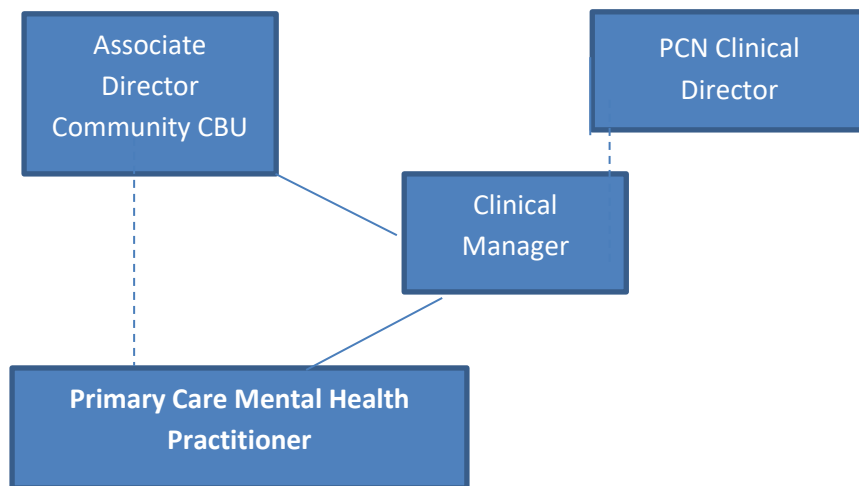 Associate
Director
Community CBU
PCN Clinical
Director
Clinical
Manager
Primary Care Mental Health
Practitioner